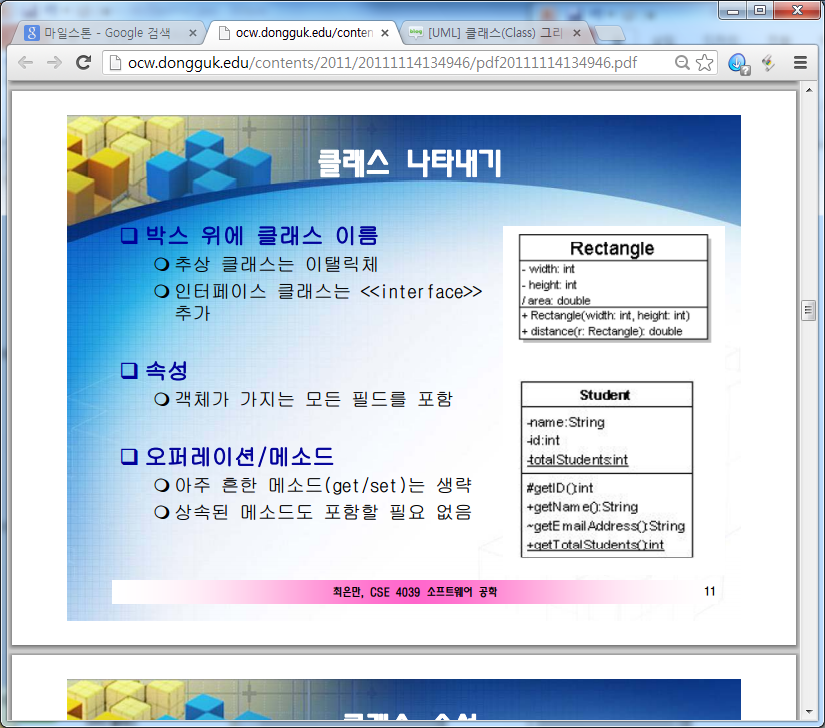 마일스톤 - Google 검색
ocw.dongguk.edu/conten
[UML] 클래스(Class) 그리
ocw.dongguk.edu/contents/2011/20111114134946/pdf20111114134946.pdf
클래스 나타내기
박스 위에 클래스 이름
추상 클래스는 이탤릭체
인터페이스 클래스는 <<interface>>
추가
속성
객체가 가지는 모든 필드를 포함
오퍼레이션/메소드
아주 흔한 메소드(get/set)는 생략
상속된 메소드도 포함할 필요 없음
Rectangle
- width: int
- height: int
/ area: double
+ Rectangle(width: int, height: int)
+ distance(r: Rectangle): double
Student
-name:String
-id:int
-totalStudents:int
#getID():int
+getName():String
~getEmailAddress():String
+getTotalStudents():int
최은만, CSE 4039 소프트웨어 공학
11
클래스 속성